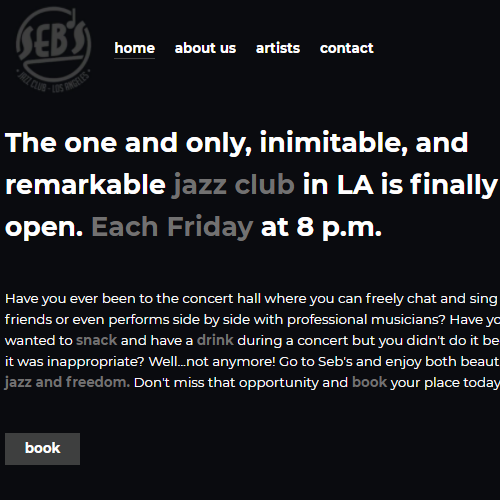 SEB'S
JAZZ CLUB · LOS ANGELES
home about us artists contact
The one and only, inimitable, and
remarkable jazz club in LA is finally
open. Each Friday at 8 p.m.
Have you ever been to the concert hall where you can freely chat and sing
friends or even performs side by side with professional musicians? Have yo
wanted to snack and have a drink during a concert but you didn't do it be
it was inappropriate? Well...not anymore! Go to Seb's and enjoy both beaut
jazz and freedom. Don't miss that opportunity and book your place today
book